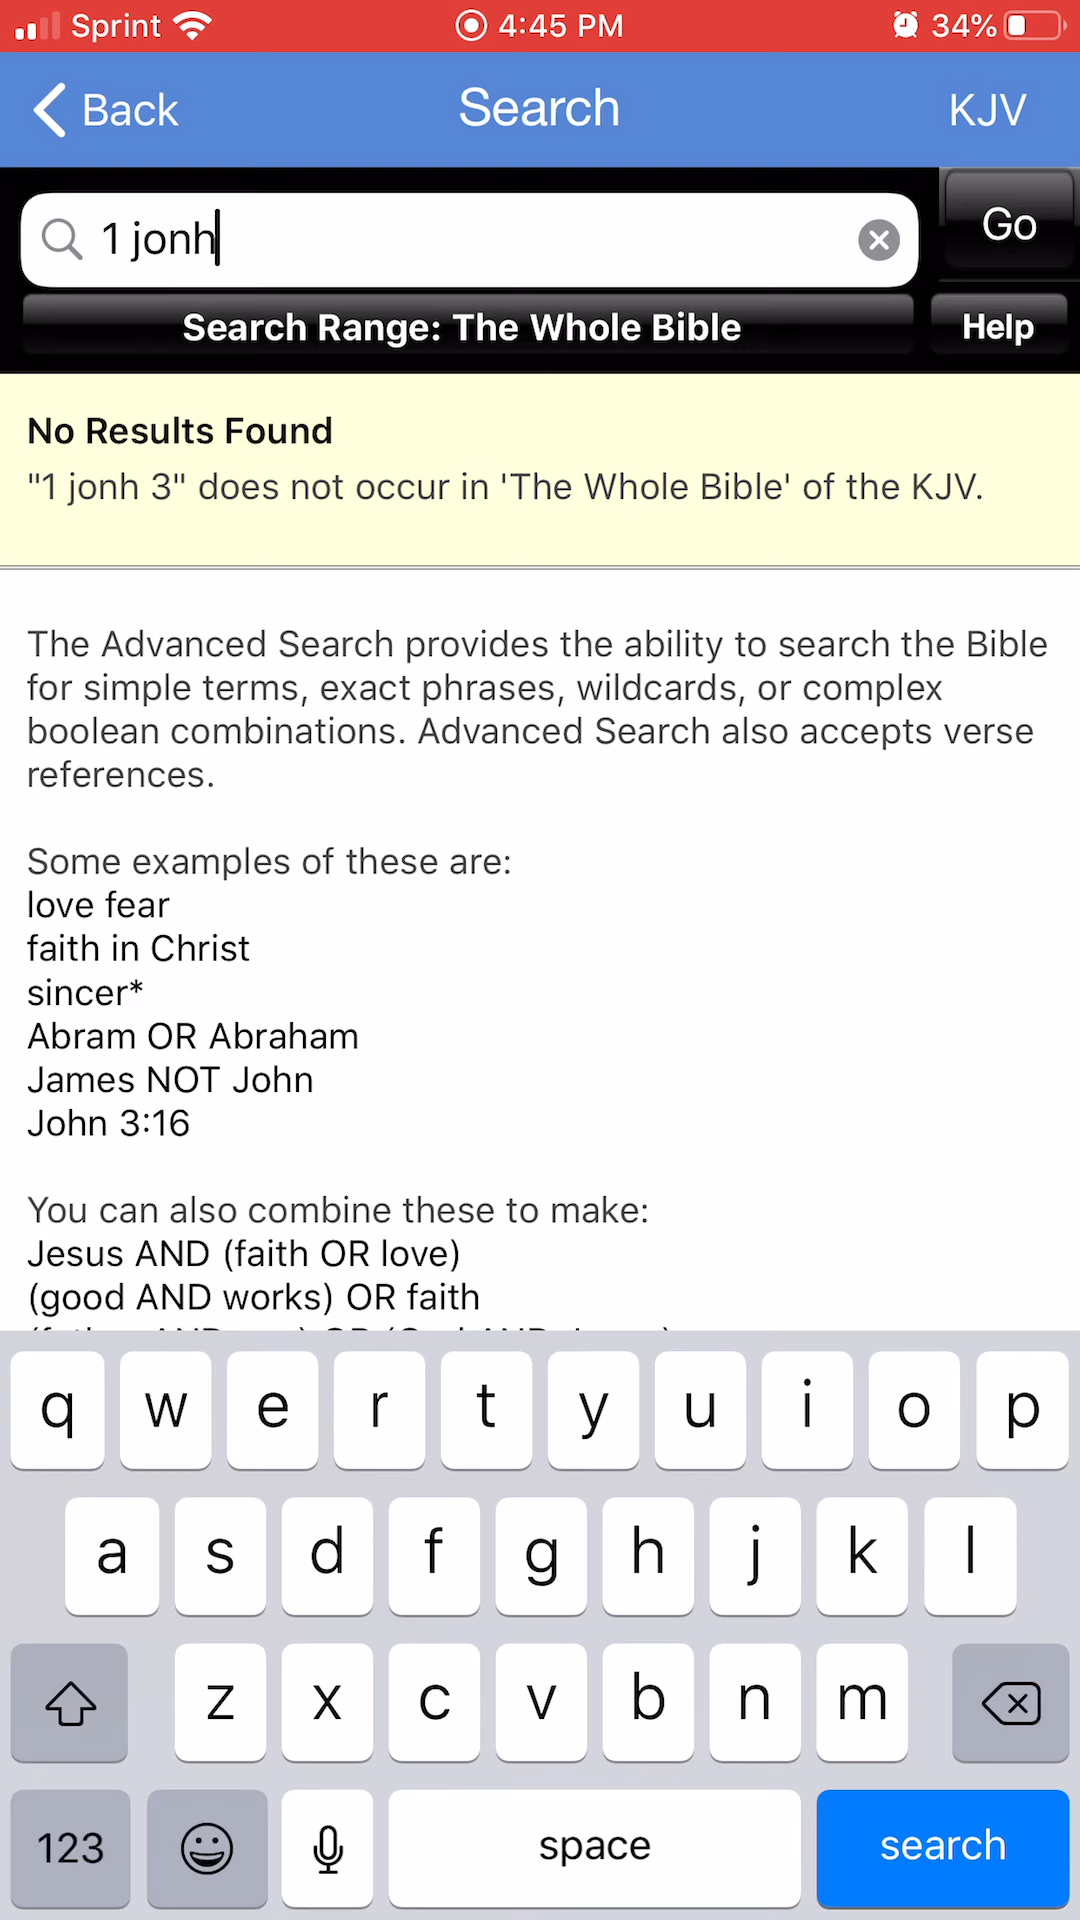 Sprint 4:45 PM 34%
Back Search KJV
1 jonh Go
Search Range: The Whole Bible Help
No Results Found
"1 jonh 3" does not occur in 'The Whole Bible' of the KJV.
The Advanced Search provides the ability to search the Bible
for simple terms, exact phrases, wildcards, or complex
boolean combinations. Advanced Search also accepts verse
references.
Some examples of these are:
love fear
faith in Christ
sincer*
Abram OR Abraham
James NOT John
John 3:16
You can also combine these to make:
Jesus AND (faith OR love)
(good AND works) OR faith
q w e r t y u i o p
a s d f g h j k l
z x c v b n m
123 space search